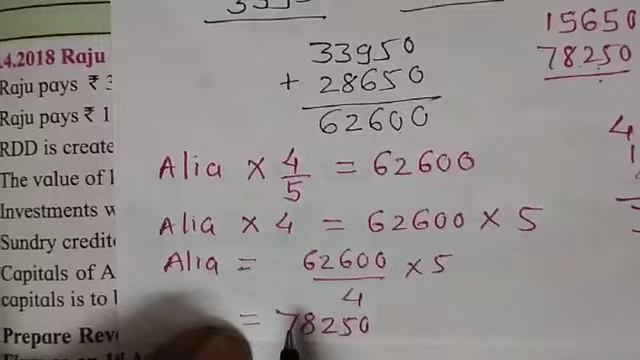 15650
78250
.4.2018 Raju
Raju pays ₹ 3
Raju pays ₹ 1
RDD is create
The value of
Investments w
Sundry credit
Capitals of A
capitals is to
Prepare Rev
33950
+ 28650
62600
Alia × 4/5 = 62600
Alia × 4 = 62600 × 5
Alia = 62600/4 × 5
= 78250
4